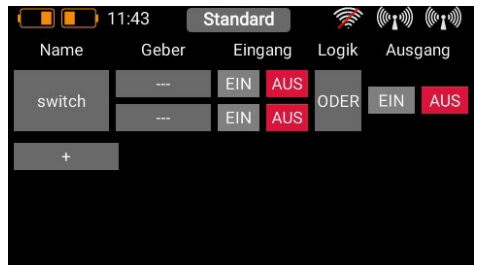 11:43 Standard
Name Geber Eingang Logik Ausgang
switch --- EIN AUS ODER EIN AUS
--- EIN AUS
+